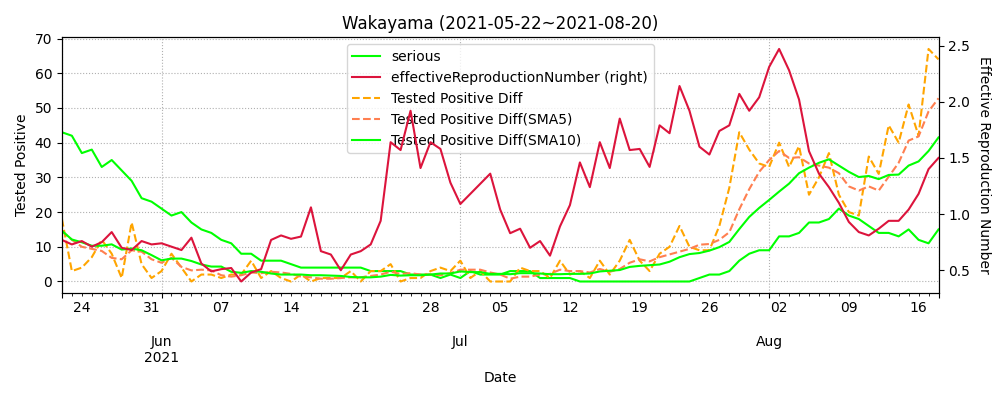 Wakayama (2021-05-22~2021-08-20)
serious
effectiveReproductionNumber (right)
Tested Positive Diff
Tested Positive Diff(SMA5)
Tested Positive Diff(SMA10)
Tested Positive
70
60
50
40
30
20
10
0
Effective Reproduction Number
2.5
2.0
1.5
1.0
0.5
24 31 07 14 21 28 05 12 19 26 02 09 16
Jun Jul Aug
2021
Date